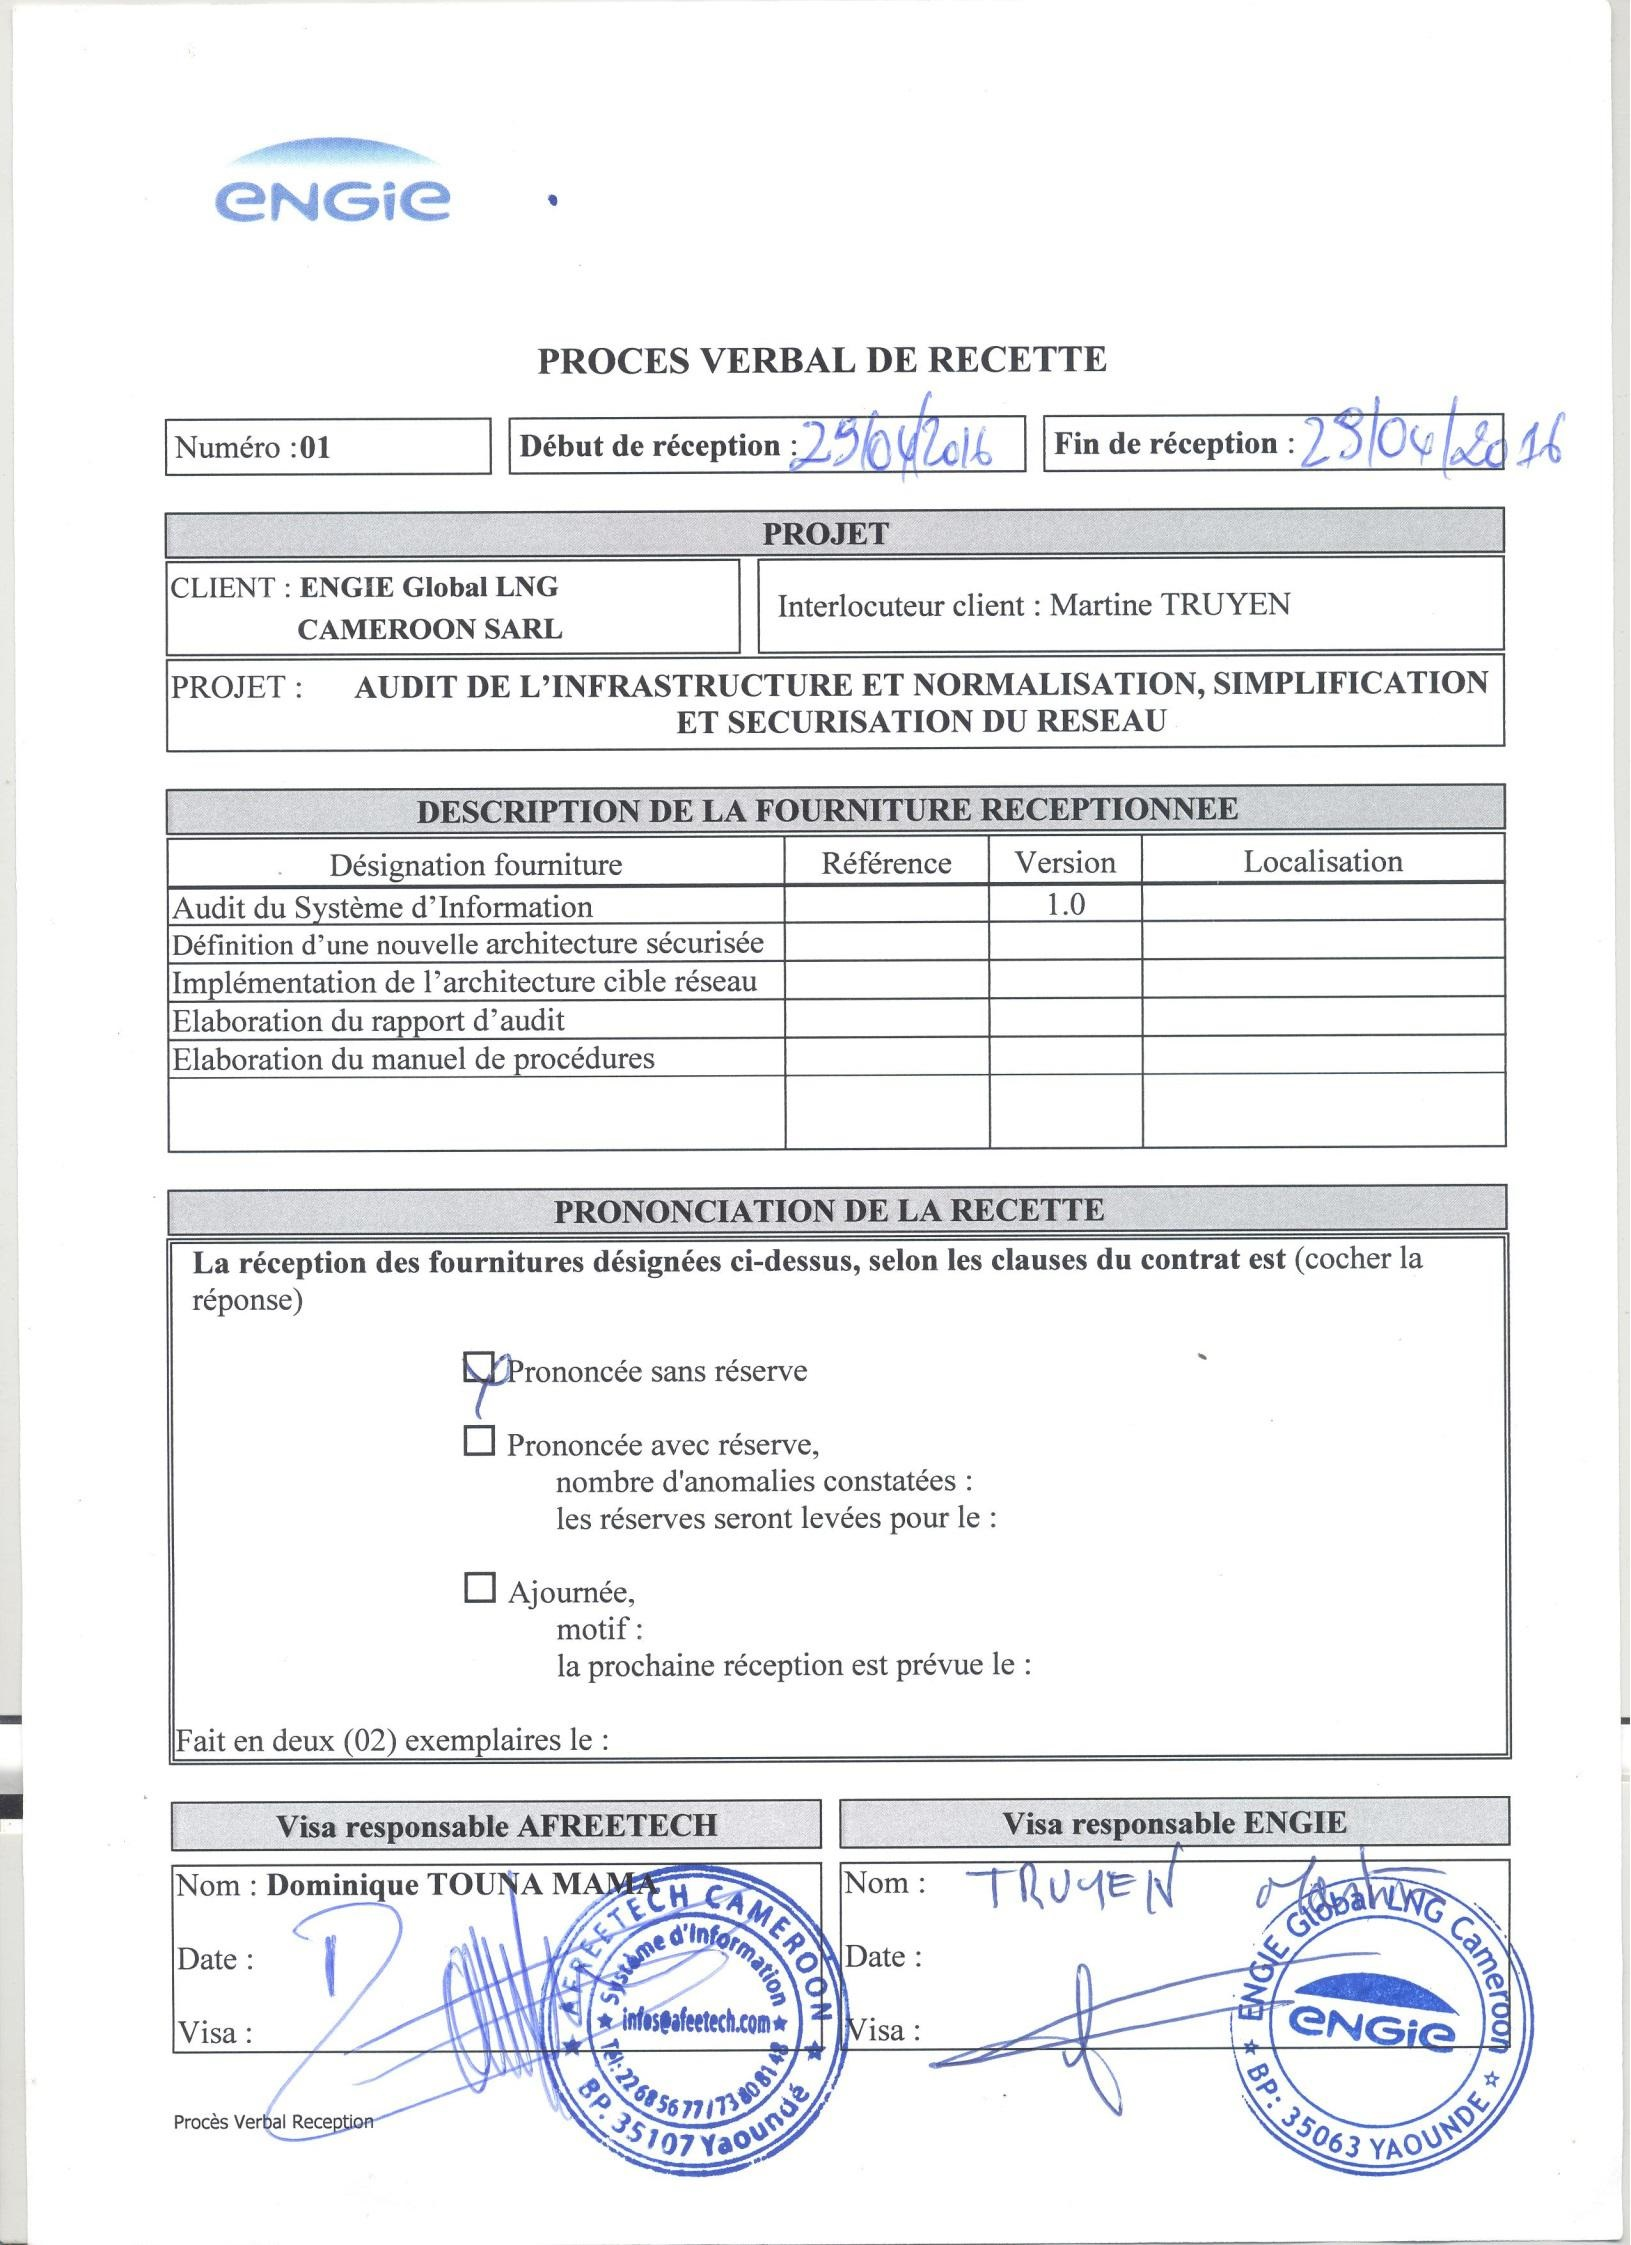 ENGIE
PROCES VERBAL DE RECETTE
Numéro :01
Début de réception : 29/04/2016
Fin de réception : 29/04/2016
PROJET
CLIENT : ENGIE Global LNG
CAMEROON SARL
Interlocuteur client : Martine TRUYEN
PROJET : AUDIT DE L’INFRASTRUCTURE ET NORMALISATION, SIMPLIFICATION
ET SECURISATION DU RESEAU
DESCRIPTION DE LA FOURNITURE RECEPTIONNEE
Désignation fourniture Référence Version Localisation
Audit du Système d’Information 1.0
Définition d’une nouvelle architecture sécurisée
Implémentation de l’architecture cible réseau
Elaboration du rapport d’audit
Elaboration du manuel de procédures
PRONONCIATION DE LA RECETTE
La réception des fournitures désignées ci-dessus, selon les clauses du contrat est (cocher la
réponse)
Prononcée sans réserve
Prononcée avec réserve,
nombre d'anomalies constatées :
les réserves seront levées pour le :
Ajournée,
motif :
la prochaine réception est prévue le :
Fait en deux (02) exemplaires le :
Visa responsable AFREETECH
Nom : Dominique TOUNA MAMA
Date :
Visa :
AFREETECH CAMEROON
Système d'Information
infos@afeetech.com
Tél: 22685677/73808148
BP. 35107 Yaoundé
Visa responsable ENGIE
Nom : TRUYEN Martine
Date :
Visa :
ENGIE Global LNG Cameroon
ENGIE
BP: 35063 YAOUNDE
Procès Verbal Reception